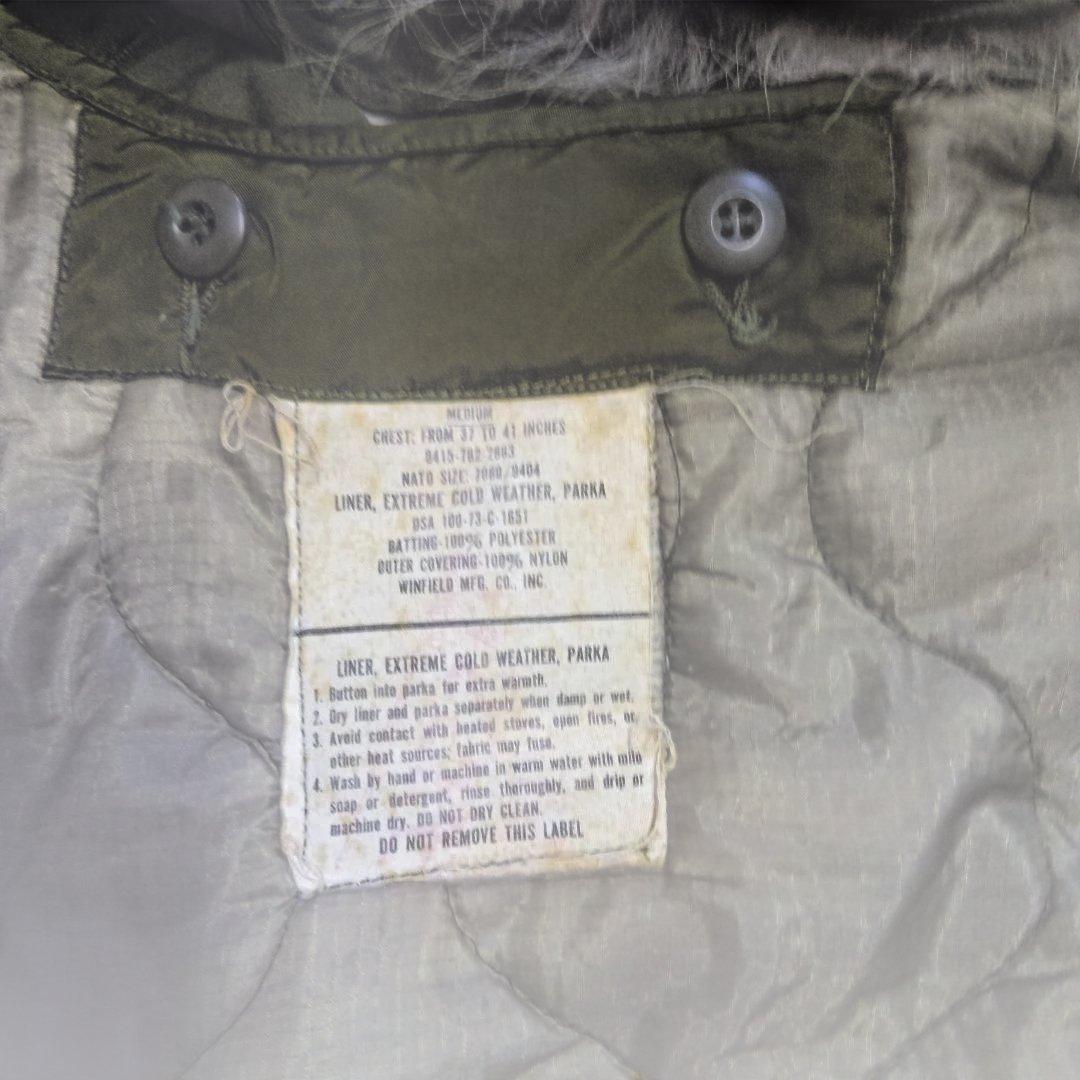 MEDIUM
CHEST: FROM 37 TO 41 INCHES
8415-782-2883
NATO SIZE: 7080/9404
LINER, EXTREME COLD WEATHER, PARKA
DSA 100-73-C-1651
BATTING-100% POLYESTER
OUTER COVERING-100% NYLON
WINFIELD MFG. CO., INC.
LINER, EXTREME COLD WEATHER, PARKA
1. Button into parka for extra warmth.
2. Dry liner and parka separately when damp or wet.
3. Avoid contact with heated stoves, open fires, or
other heat sources; fabric may fuse.
4. Wash by hand or machine in warm water with mild
soap or detergent, rinse thoroughly, and drip or
machine dry. DO NOT DRY CLEAN.
DO NOT REMOVE THIS LABEL